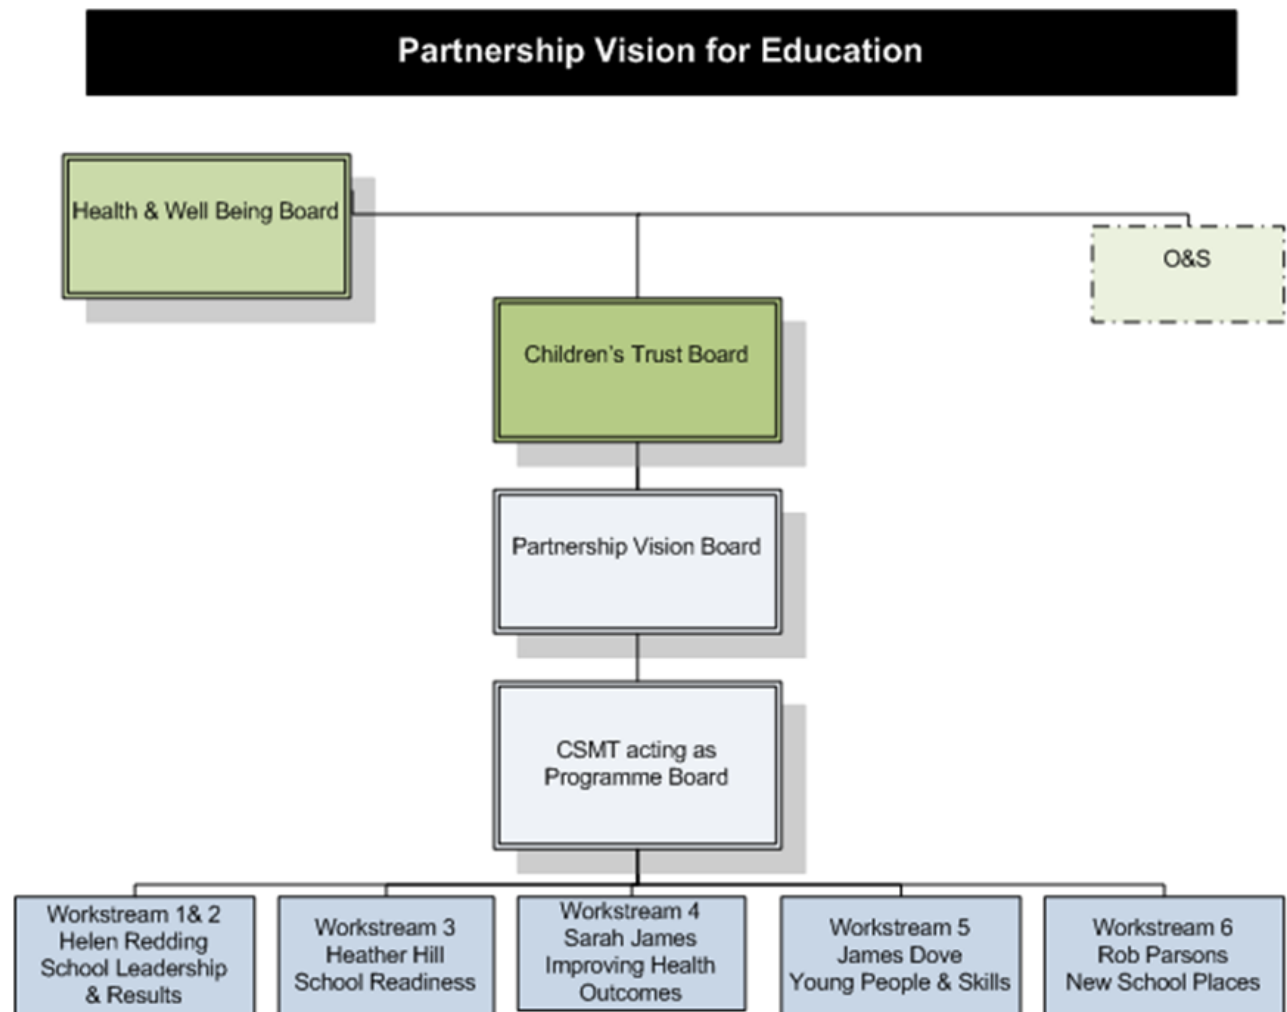 Partnership Vision for Education
Health & Well Being Board
O&S
Children's Trust Board
Partnership Vision Board
CSMT acting as
Programme Board
Workstream 1& 2
Helen Redding
School Leadership
& Results
Workstream 3
Heather Hill
School Readiness
Workstream 4
Sarah James
Improving Health
Outcomes
Workstream 5
James Dove
Young People & Skills
Workstream 6
Rob Parsons
New School Places